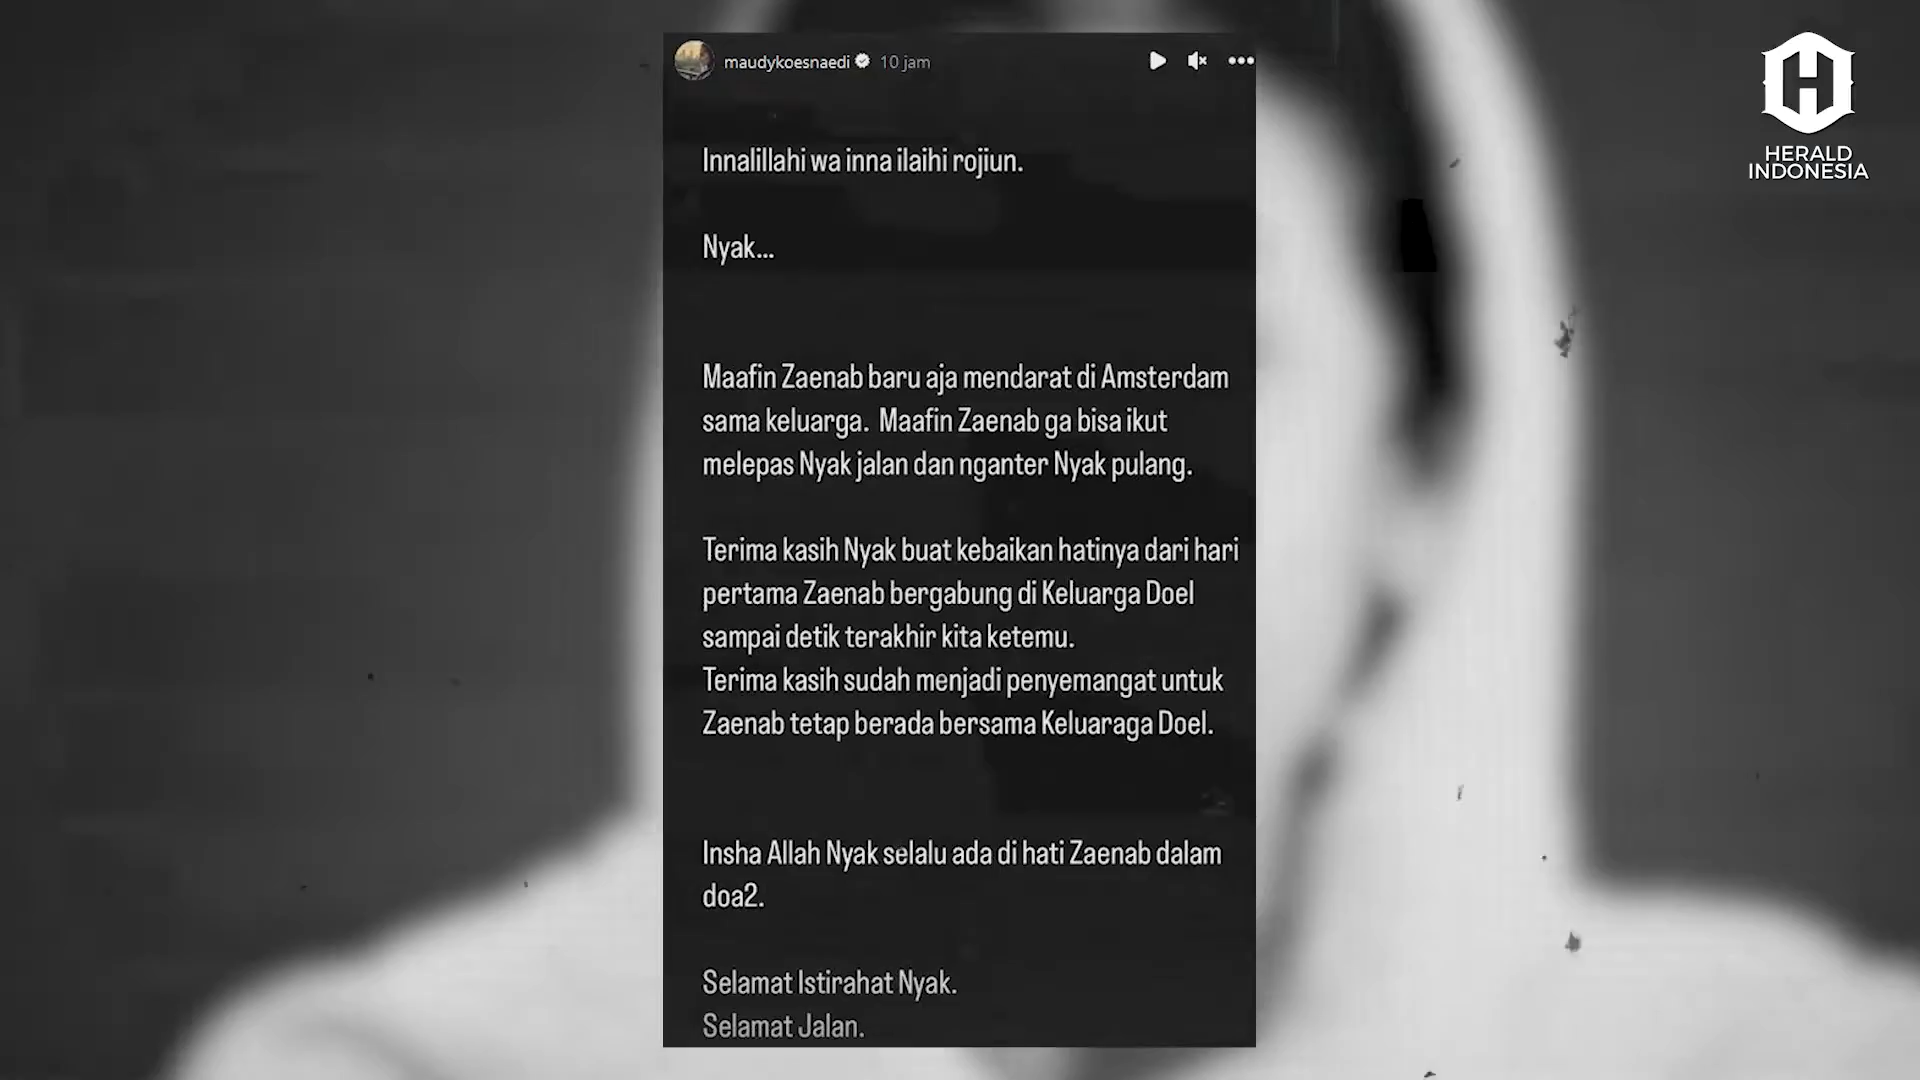 maudykoesnaedi 10 jam
HERALD
INDONESIA
Innalillahi wa inna ilaihi rojiun.
Nyak...
Maafin Zaenab baru aja mendarat di Amsterdam
sama keluarga.  Maafin Zaenab ga bisa ikut
melepas Nyak jalan dan nganter Nyak pulang.
Terima kasih Nyak buat kebaikan hatinya dari hari
pertama Zaenab bergabung di Keluarga Doel
sampai detik terakhir kita ketemu.
Terima kasih sudah menjadi penyemangat untuk
Zaenab tetap berada bersama Keluaraga Doel.
Insha Allah Nyak selalu ada di hati Zaenab dalam
doa2.
Selamat Istirahat Nyak.
Selamat Jalan.